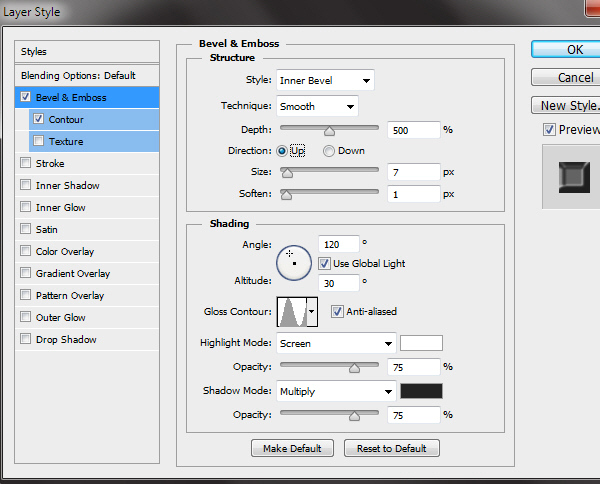 Layer Style
Styles
Blending Options: Default
Bevel & Emboss
Contour
Texture
Stroke
Inner Shadow
Inner Glow
Satin
Color Overlay
Gradient Overlay
Pattern Overlay
Outer Glow
Drop Shadow
Bevel & Emboss
Structure
Style: Inner Bevel
Technique: Smooth
Depth: 500 %
Direction: Up Down
Size: 7 px
Soften: 1 px
Shading
Angle: 120 °
Use Global Light
Altitude: 30 °
Gloss Contour: Anti-aliased
Highlight Mode: Screen
Opacity: 75 %
Shadow Mode: Multiply
Opacity: 75 %
Make Default Reset to Default
OK
Cancel
New Style.
Preview